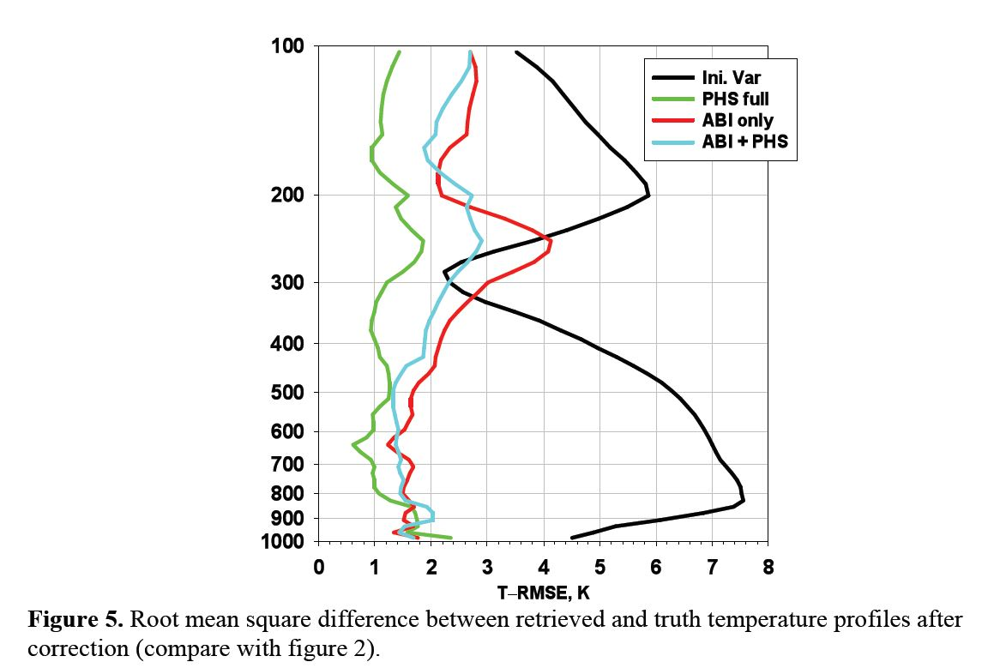 100
200
300
400
500
600
700
800
900
1000
0 1 2 3 4 5 6 7 8
T–RMSE, K
Ini. Var
PHS full
ABI only
ABI + PHS
Figure 5. Root mean square difference between retrieved and truth temperature profiles after
correction (compare with figure 2).